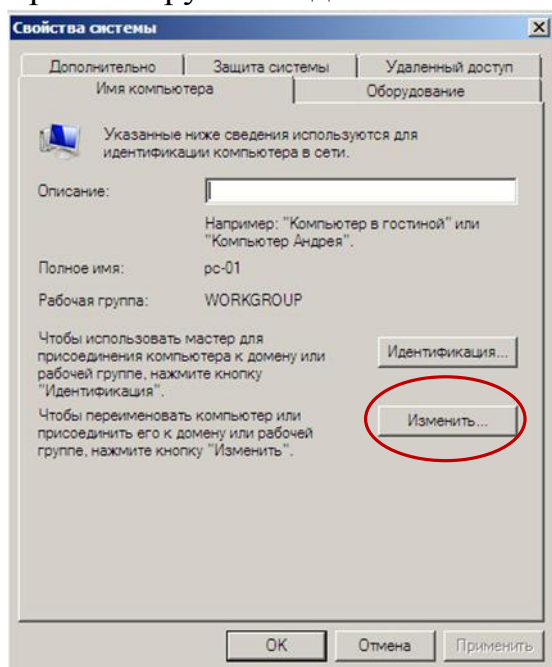 Свойства системы
Дополнительно
Защита системы
Удаленный доступ
Имя компьютера
Оборудование
Указанные ниже сведения используются для
идентификации компьютера в сети.
Описание:
Например: "Компьютер в гостиной" или
"Компьютер Андрея".
Полное имя:
pc-01
Рабочая группа:
WORKGROUP
Чтобы использовать мастер для
присоединения компьютера к домену или
рабочей группе, нажмите кнопку
"Идентификация".
Идентификация...
Чтобы переименовать компьютер или
присоединить его к домену или рабочей
группе, нажмите кнопку "Изменить".
Изменить...
ОК
Отмена
Применить